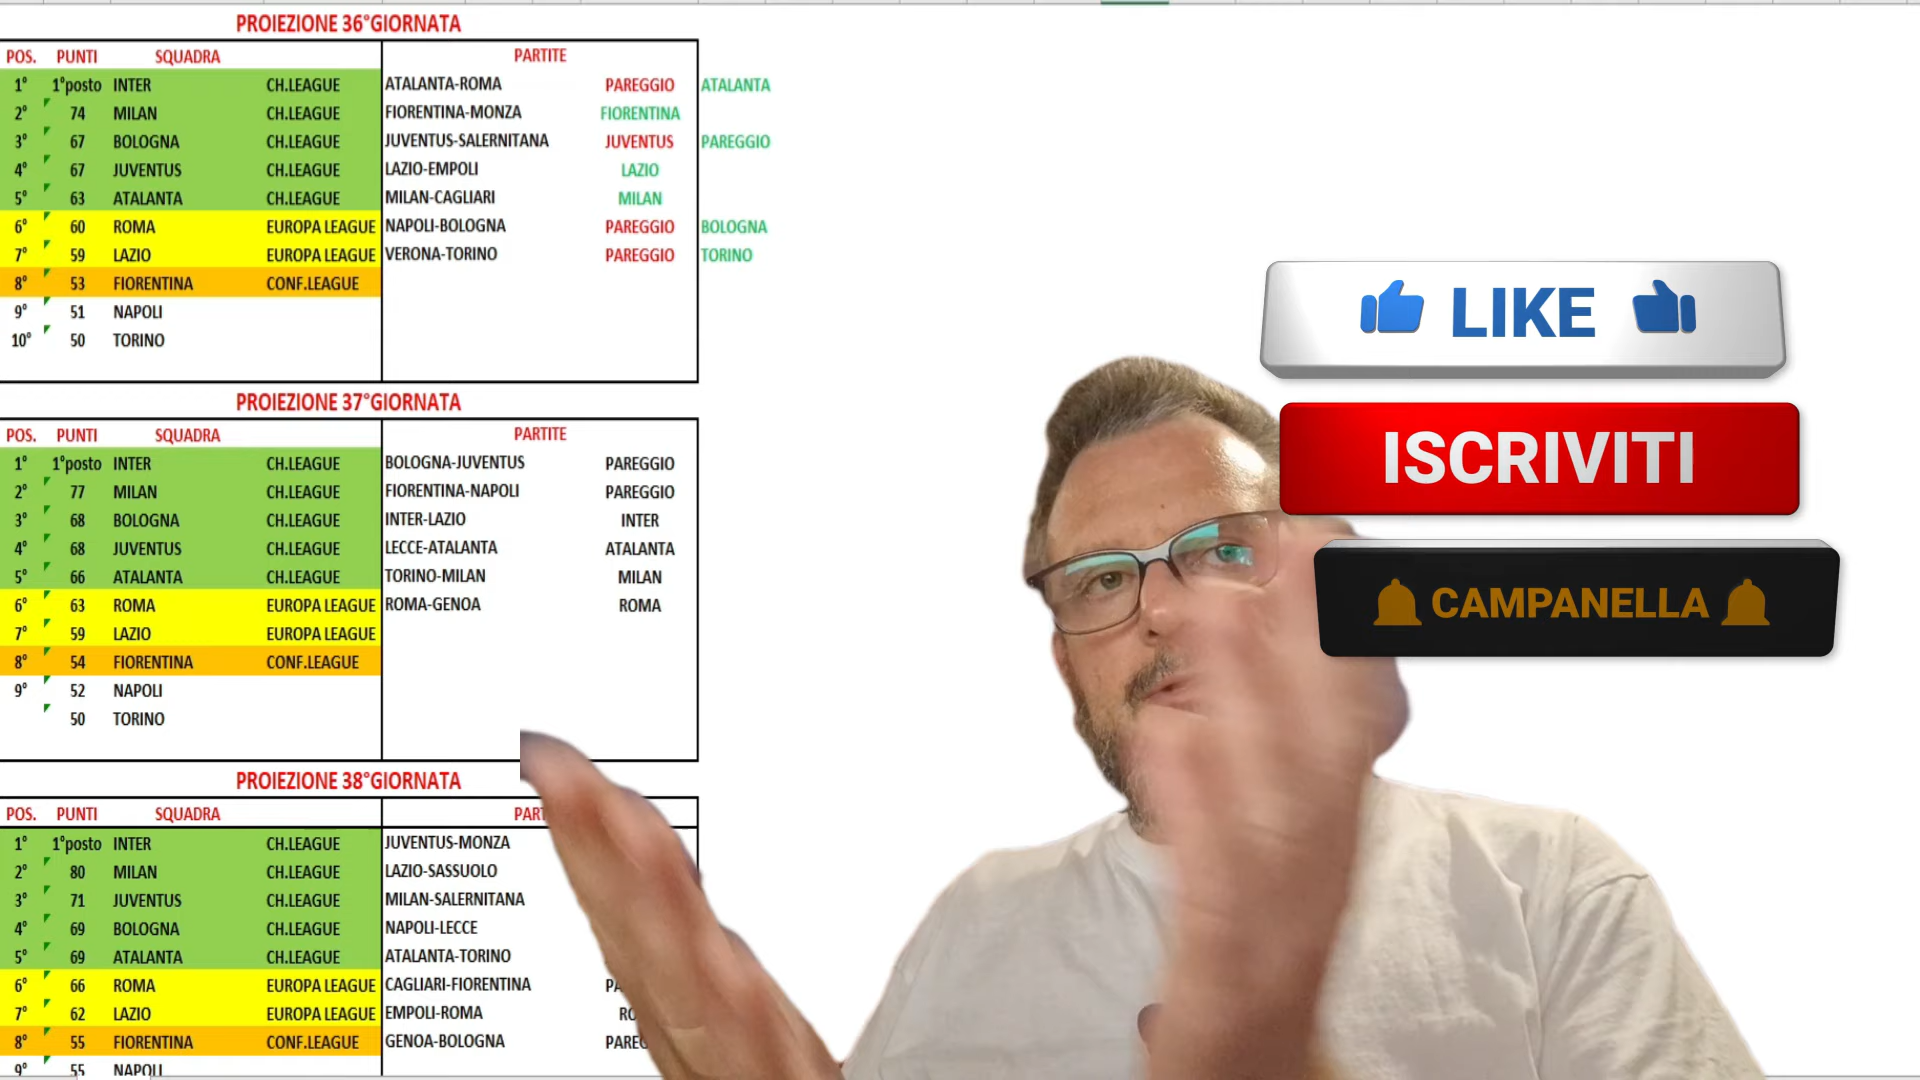 PROIEZIONE 36°GIORNATA
POS. PUNTI SQUADRA PARTITE
1° 1°posto INTER CH.LEAGUE ATALANTA-ROMA PAREGGIO ATALANTA
2° 74 MILAN CH.LEAGUE FIORENTINA-MONZA FIORENTINA
3° 67 BOLOGNA CH.LEAGUE JUVENTUS-SALERNITANA JUVENTUS PAREGGIO
4° 67 JUVENTUS CH.LEAGUE LAZIO-EMPOLI LAZIO
5° 63 ATALANTA CH.LEAGUE MILAN-CAGLIARI MILAN
6° 60 ROMA EUROPA LEAGUE NAPOLI-BOLOGNA PAREGGIO BOLOGNA
7° 59 LAZIO EUROPA LEAGUE VERONA-TORINO PAREGGIO TORINO
8° 53 FIORENTINA CONF.LEAGUE
9° 51 NAPOLI
10° 50 TORINO
PROIEZIONE 37°GIORNATA
POS. PUNTI SQUADRA PARTITE
1° 1°posto INTER CH.LEAGUE BOLOGNA-JUVENTUS PAREGGIO
2° 77 MILAN CH.LEAGUE FIORENTINA-NAPOLI PAREGGIO
3° 68 BOLOGNA CH.LEAGUE INTER-LAZIO INTER
4° 68 JUVENTUS CH.LEAGUE LECCE-ATALANTA ATALANTA
5° 66 ATALANTA CH.LEAGUE TORINO-MILAN MILAN
6° 63 ROMA EUROPA LEAGUE ROMA-GENOA ROMA
7° 59 LAZIO EUROPA LEAGUE
8° 54 FIORENTINA CONF.LEAGUE
9° 52 NAPOLI
50 TORINO
PROIEZIONE 38°GIORNATA
POS. PUNTI SQUADRA PART
1° 1°posto INTER CH.LEAGUE JUVENTUS-MONZA
2° 80 MILAN CH.LEAGUE LAZIO-SASSUOLO
3° 71 JUVENTUS CH.LEAGUE MILAN-SALERNITANA
4° 69 BOLOGNA CH.LEAGUE NAPOLI-LECCE
5° 69 ATALANTA CH.LEAGUE ATALANTA-TORINO
6° 66 ROMA EUROPA LEAGUE CAGLIARI-FIORENTINA PA
7° 62 LAZIO EUROPA LEAGUE EMPOLI-ROMA RO
8° 55 FIORENTINA CONF.LEAGUE GENOA-BOLOGNA PAREG
9° 55 NAPOLI
LIKE
ISCRIVITI
CAMPANELLA